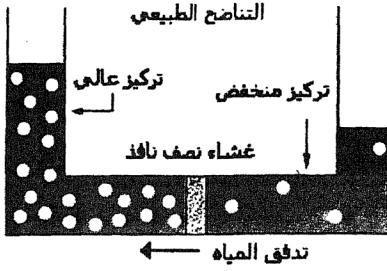 التناضح الطبيعي
تركيز عالي
تركيز منخفض
غشاء نصف نافذ
تدفق المياه